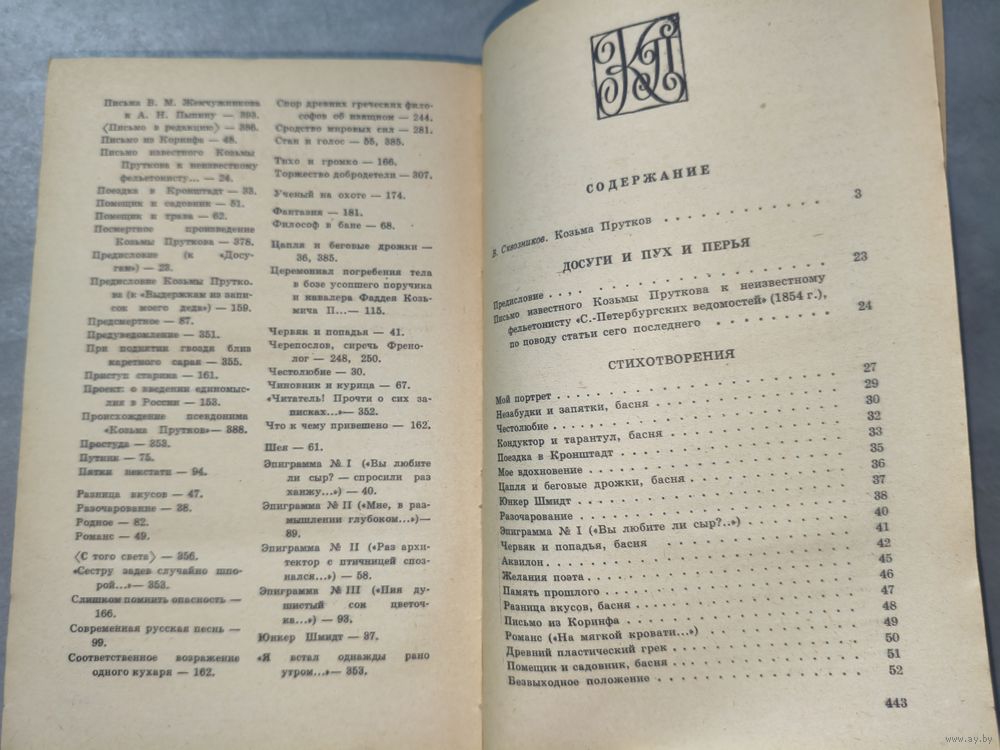 Письма В. М. Жемчужникова
к А. Н. Пыпину — 393.
〈Письмо в редакцию〉 — 386.
Письмо из Коринфа — 48.
Письмо известного Козьмы
Пруткова к неизвестному
фельетонисту... — 24.
Поездка в Кронштадт — 33.
Помещик и садовник — 51.
Помещик и трава — 62.
Посмертное произведение
Козьмы Пруткова — 378.
Предисловие (к «Досу-
гам») — 23.
Предисловие Козьмы Прутко-
ва (к «Выдержкам из запи-
сок моего деда») — 159.
Предсмертное — 87.
Предуведомление — 351.
При поднятии гвоздя близ
каретного сарая — 355.
Приступ старика — 161.
Проект: о введении единомыс-
лия в России — 153.
Происхождение псевдонима
«Козьма Прутков» — 388.
Простуда — 353.
Путник — 75.
Пятки некстати — 94.
Разница вкусов — 47.
Разочарование — 38.
Родное — 82.
Романс — 49.
〈С того света〉 — 356.
«Сестру задев случайно шпо-
рой...» — 353.
Слишком помнить опасность —
166.
Современная русская песнь —
99.
Соответственное возражение
одного кухаря — 162.
Спор древних греческих фило-
софов об изящном — 244.
Сродство мировых сил — 281.
Стан и голос — 55, 385.
Тихо и громко — 166.
Торжество добродетели — 307.
Ученый на охоте — 174.
Фантазия — 181.
Философ в бане — 68.
Цапля и беговые дрожки —
36, 385.
Церемониал погребения тела
в бозе усопшего поручика
и кавалера Фаддея Козь-
мича П... — 115.
Червяк и попадья — 41.
Черепослов, сиречь Френо-
лог — 248, 250.
Честолюбие — 30.
Чиновник и курица — 67.
«Читатель! Прочти о сих за-
писках...» — 352.
Что к чему привешено — 162.
Шея — 61.
Эпиграмма № I («Вы любите
ли сыр? — спросили раз
ханжу...») — 40.
Эпиграмма № II («Мне, в раз-
мышлении глубоком...») —
89.
Эпиграмма № II («Раз архи-
тектор с птичницей споз-
нался...») — 58.
Эпиграмма № III («Пия ду-
шистый сок цветоч-
ка...») — 93.
Юнкер Шмидт — 37.
«Я встал однажды рано
утром...» — 353.
КП
СОДЕРЖАНИЕ
В. Сквозников. Козьма Прутков . . . . . . . . . . . 3
ДОСУГИ И ПУХ И ПЕРЬЯ
Предисловие . . . . . . . . . . . 23
Письмо известного Козьмы Пруткова к неизвестному
фельетонисту «С.-Петербургских ведомостей» (1854 г.),
по поводу статьи сего последнего . . . . . . . . 24
СТИХОТВОРЕНИЯ
Мой портрет . . . . . . . . . . . 27
Незабудки и запятки, басня . . . . . . . . . . . 29
Честолюбие . . . . . . . . . . . 30
Кондуктор и тарантул, басня . . . . . . . . . . . 32
Поездка в Кронштадт . . . . . . . . . . . 33
Мое вдохновение . . . . . . . . . . . 35
Цапля и беговые дрожки, басня . . . . . . . . . . . 36
Юнкер Шмидт . . . . . . . . . . . 37
Разочарование . . . . . . . . . . . 38
Эпиграмма № I («Вы любите ли сыр?..») . . . . . . . . 40
Червяк и попадья, басня . . . . . . . . . . . 41
Аквилон . . . . . . . . . . . 42
Желания поэта . . . . . . . . . . . 45
Память прошлого . . . . . . . . . . . 46
Разница вкусов, басня . . . . . . . . . . . 47
Письмо из Коринфа . . . . . . . . . . . 48
Романс («На мягкой кровати...») . . . . . . . . . . . 49
Древний пластический грек . . . . . . . . . . . 50
Помещик и садовник, басня . . . . . . . . . . . 51
Безвыходное положение . . . . . . . . . . . 52
443
www.ay.by